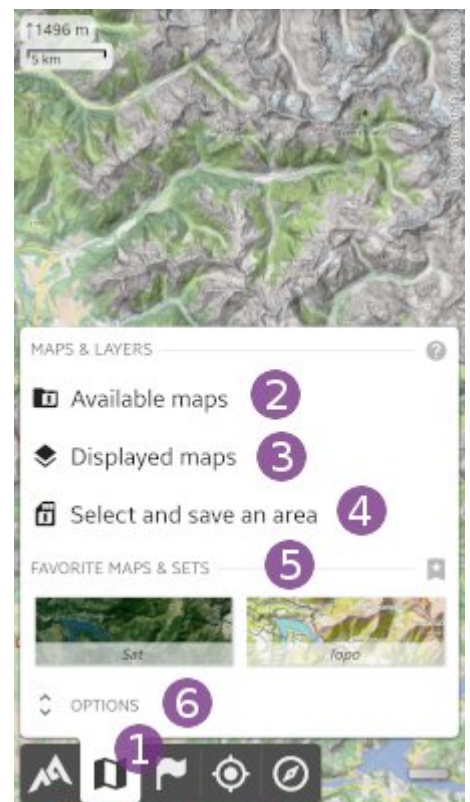 ↑1496 m
5 km
MAPS & LAYERS
?
Available maps 2
Displayed maps 3
Select and save an area 4
FAVORITE MAPS & SETS 5
Sat
Topo
OPTIONS 6
1